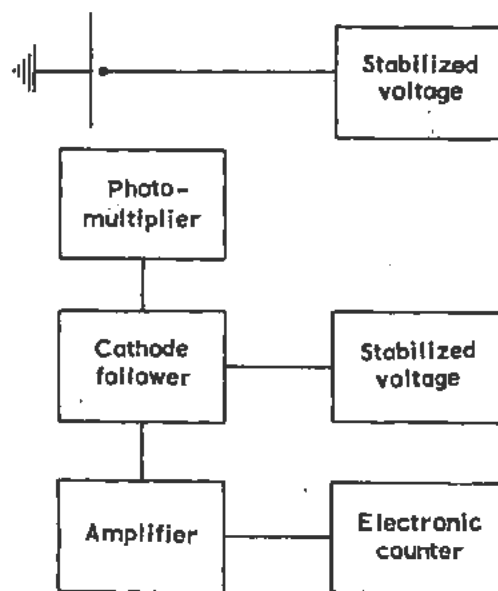 Stabilized
voltage
Photo-
multiplier
Cathode
follower
Stabilized
voltage
Amplifier
Electronic
counter